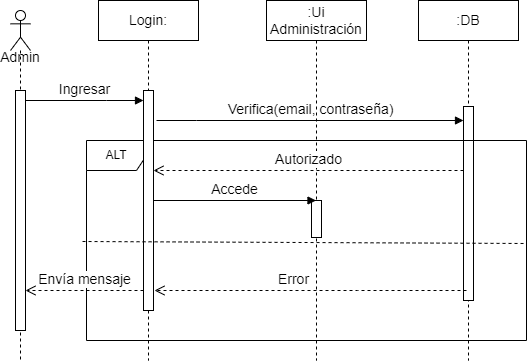 Login:
:Ui
Administración
:DB
Admin
Ingresar
Verifica(email, contraseña)
ALT
Autorizado
Accede
Envía mensaje
Error